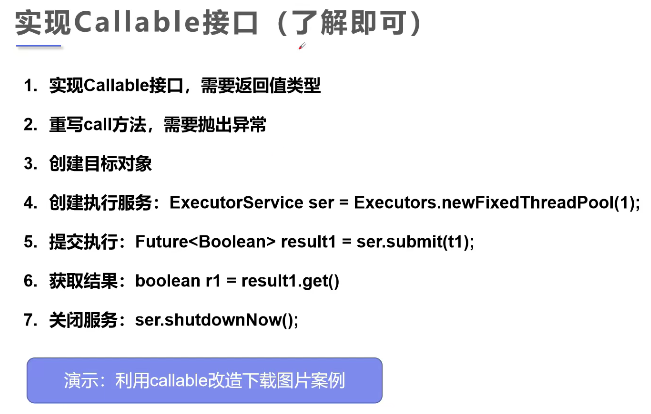 实现Callable接口（了解即可）
1. 实现Callable接口，需要返回值类型
2. 重写call方法，需要抛出异常
3. 创建目标对象
4. 创建执行服务：ExecutorService ser = Executors.newFixedThreadPool(1);
5. 提交执行：Future<Boolean> result1 = ser.submit(t1);
6. 获取结果：boolean r1 = result1.get()
7. 关闭服务：ser.shutdownNow();
演示：利用callable改造下载图片案例